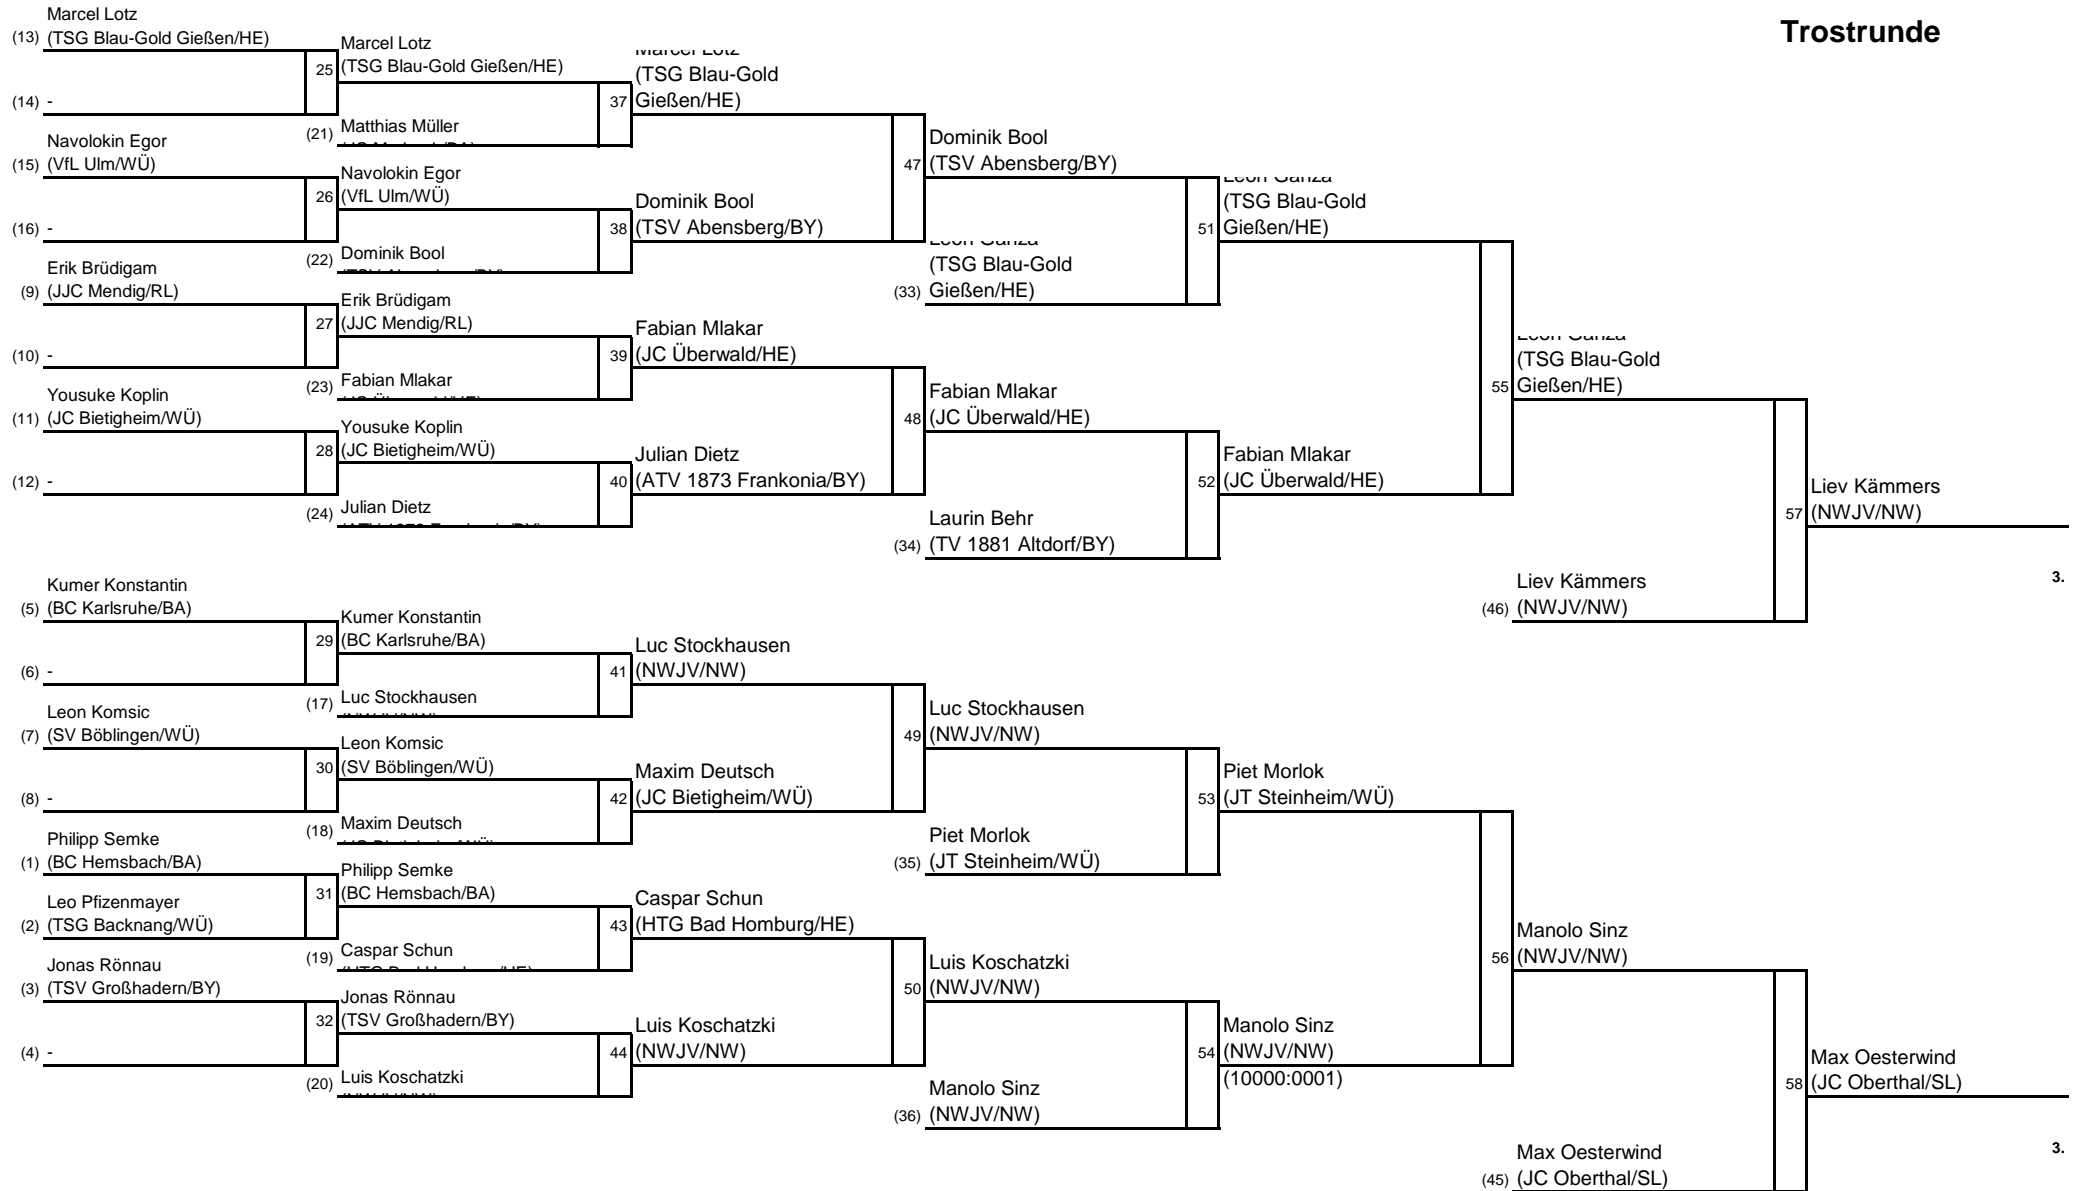 Trostrunde
Marcel Lotz
(13) (TSG Blau-Gold Gießen/HE)
25
(14) -
Navolokin Egor
(15) (VfL Ulm/WÜ)
26
(16) -
Erik Brüdigam
(9) (JJC Mendig/RL)
27
(10) -
Yousuke Koplin
(11) (JC Bietigheim/WÜ)
28
(12) -
Kumer Konstantin
(5) (BC Karlsruhe/BA)
29
(6) -
Leon Komsic
(7) (SV Böblingen/WÜ)
30
(8) -
Philipp Semke
(1) (BC Hemsbach/BA)
31
Leo Pfizenmayer
(2) (TSG Backnang/WÜ)
Jonas Rönnau
(3) (TSV Großhadern/BY)
32
(4) -
Marcel Lotz
(TSG Blau-Gold Gießen/HE)
37
(21) Matthias Müller
Navolokin Egor
(VfL Ulm/WÜ)
38
(22) Dominik Bool
Erik Brüdigam
(JJC Mendig/RL)
39
(23) Fabian Mlakar
Yousuke Koplin
(JC Bietigheim/WÜ)
40
(24) Julian Dietz
Kumer Konstantin
(BC Karlsruhe/BA)
41
(17) Luc Stockhausen
Leon Komsic
(SV Böblingen/WÜ)
42
(18) Maxim Deutsch
Philipp Semke
(BC Hemsbach/BA)
43
(19) Caspar Schun
Jonas Rönnau
(TSV Großhadern/BY)
44
(20) Luis Koschatzki
Marcel Lotz
(TSG Blau-Gold
Gießen/HE)
47
Dominik Bool
(TSV Abensberg/BY)
Fabian Mlakar
(JC Überwald/HE)
48
Julian Dietz
(ATV 1873 Frankonia/BY)
Luc Stockhausen
(NWJV/NW)
49
Maxim Deutsch
(JC Bietigheim/WÜ)
Caspar Schun
(HTG Bad Homburg/HE)
50
Luis Koschatzki
(NWJV/NW)
Dominik Bool
(TSV Abensberg/BY)
51
Leon Ganza
(TSG Blau-Gold
(33) Gießen/HE)
Fabian Mlakar
(JC Überwald/HE)
52
Laurin Behr
(34) (TV 1881 Altdorf/BY)
Luc Stockhausen
(NWJV/NW)
53
Piet Morlok
(35) (JT Steinheim/WÜ)
Luis Koschatzki
(NWJV/NW)
54
Manolo Sinz
(36) (NWJV/NW)
Leon Ganza
(TSG Blau-Gold
Gießen/HE)
55
Fabian Mlakar
(JC Überwald/HE)
Piet Morlok
(JT Steinheim/WÜ)
56
Manolo Sinz
(NWJV/NW)
(10000:0001)
Leon Ganza
(TSG Blau-Gold
Gießen/HE)
57
Liev Kämmers
(46) (NWJV/NW)
Manolo Sinz
(NWJV/NW)
58
Max Oesterwind
(45) (JC Oberthal/SL)
Liev Kämmers
(NWJV/NW)
3.
Max Oesterwind
(JC Oberthal/SL)
3.